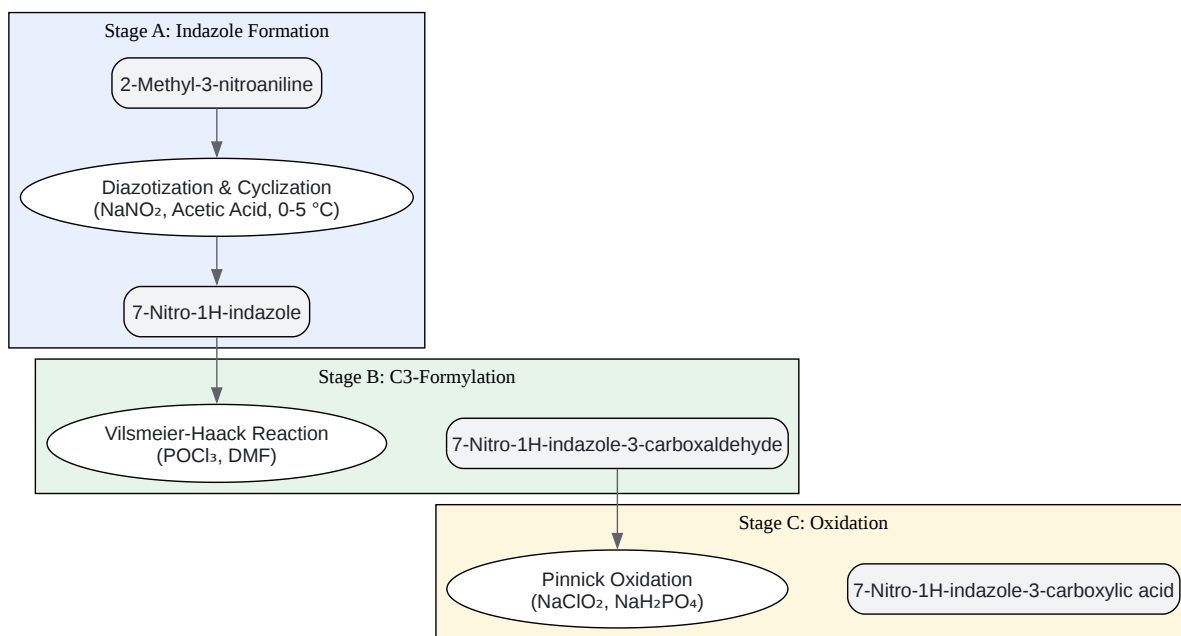 Stage A: Indazole Formation
2-Methyl-3-nitroaniline
Diazotization & Cyclization
(NaNO₂, Acetic Acid, 0-5 °C)
7-Nitro-1H-indazole
Stage B: C3-Formylation
Vilsmeier-Haack Reaction
(POCl₃, DMF)
7-Nitro-1H-indazole-3-carboxaldehyde
Stage C: Oxidation
Pinnick Oxidation
(NaClO₂, NaH₂PO₄)
7-Nitro-1H-indazole-3-carboxylic acid